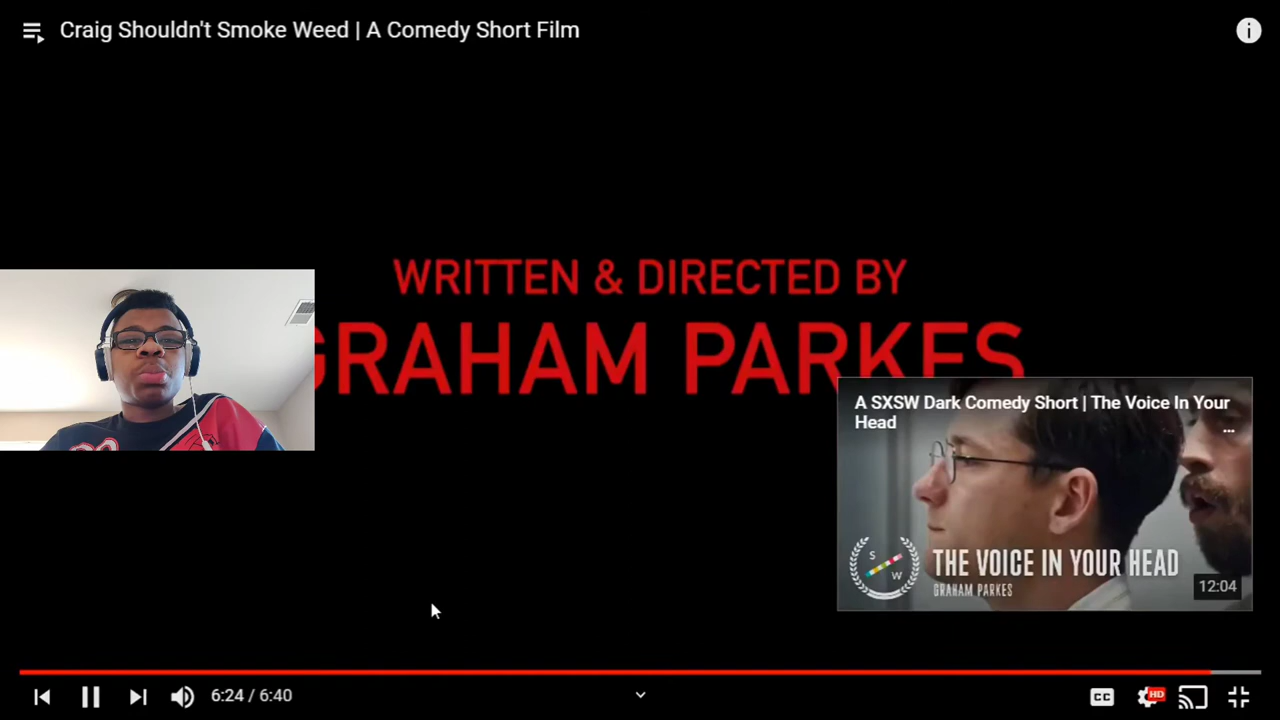 Craig Shouldn't Smoke Weed | A Comedy Short Film
WRITTEN & DIRECTED BY
GRAHAM PARKES
A SXSW Dark Comedy Short | The Voice In Your
Head
S
W
THE VOICE IN YOUR HEAD
GRAHAM PARKES
12:04
6:24 / 6:40
CC
HD